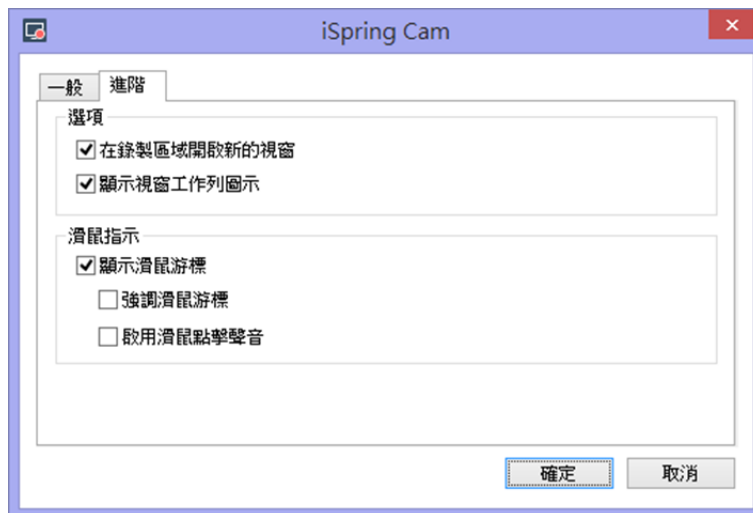 iSpring Cam
一般
進階
選項
在錄製區域開啟新的視窗
顯示視窗工作列圖示
滑鼠指示
顯示滑鼠游標
強調滑鼠游標
啟用滑鼠點擊聲音
確定
取消